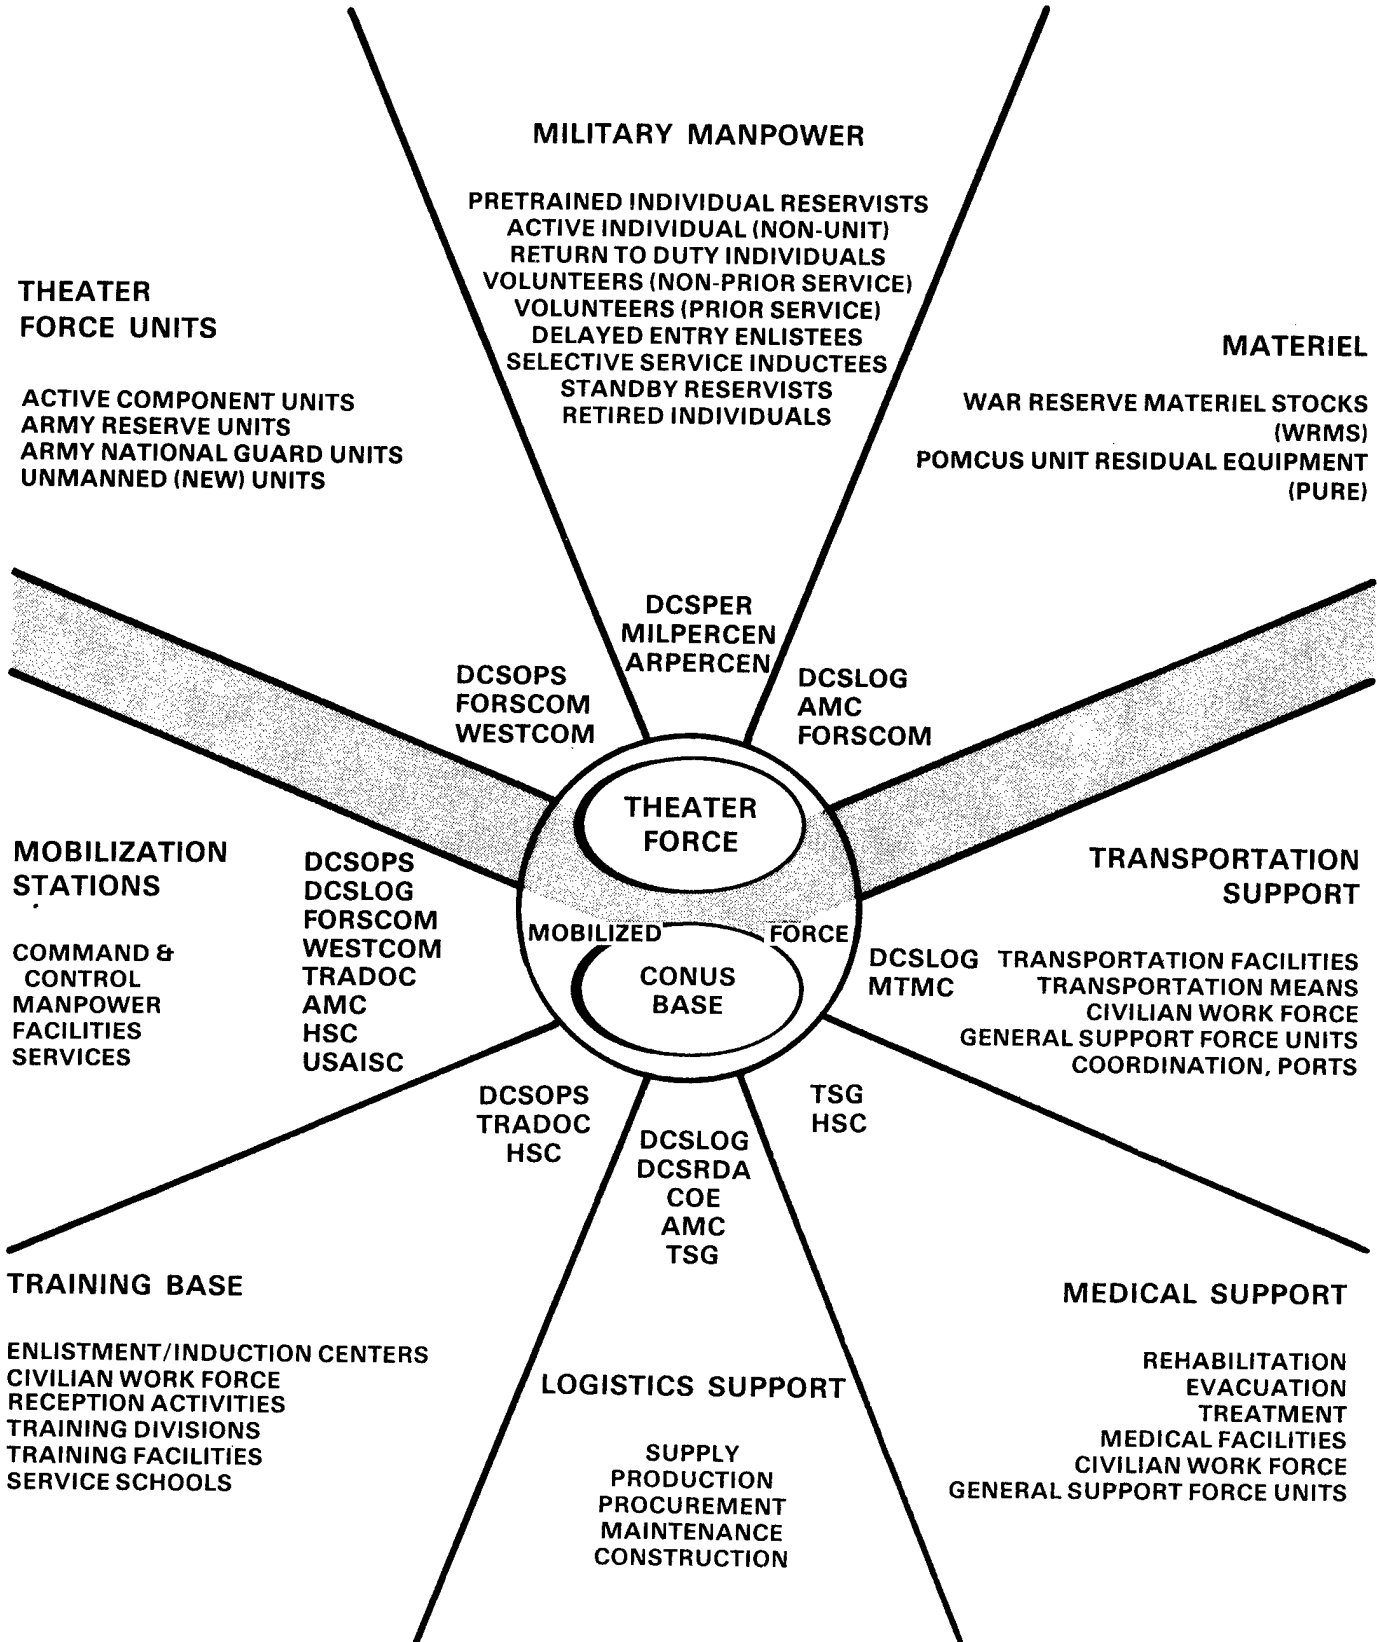 MILITARY MANPOWER
PRETRAINED INDIVIDUAL RESERVISTS
ACTIVE INDIVIDUAL (NON-UNIT)
RETURN TO DUTY INDIVIDUALS
VOLUNTEERS (NON-PRIOR SERVICE)
VOLUNTEERS (PRIOR SERVICE)
DELAYED ENTRY ENLISTEES
SELECTIVE SERVICE INDUCTEES
STANDBY RESERVISTS
RETIRED INDIVIDUALS
DCSPER
MILPERCEN
ARPERCEN
THEATER
FORCE UNITS
ACTIVE COMPONENT UNITS
ARMY RESERVE UNITS
ARMY NATIONAL GUARD UNITS
UNMANNED (NEW) UNITS
DCSOPS
FORSCOM
WESTCOM
MATERIEL
WAR RESERVE MATERIEL STOCKS
(WRMS)
POMCUS UNIT RESIDUAL EQUIPMENT
(PURE)
DCSLOG
AMC
FORSCOM
THEATER
FORCE
MOBILIZED FORCE
CONUS
BASE
MOBILIZATION
STATIONS
COMMAND &
CONTROL
MANPOWER
FACILITIES
SERVICES
DCSOPS
DCSLOG
FORSCOM
WESTCOM
TRADOC
AMC
HSC
USAISC
TRANSPORTATION
SUPPORT
DCSLOG
MTMC
TRANSPORTATION FACILITIES
TRANSPORTATION MEANS
CIVILIAN WORK FORCE
GENERAL SUPPORT FORCE UNITS
COORDINATION, PORTS
DCSOPS
TRADOC
HSC
TRAINING BASE
ENLISTMENT/INDUCTION CENTERS
CIVILIAN WORK FORCE
RECEPTION ACTIVITIES
TRAINING DIVISIONS
TRAINING FACILITIES
SERVICE SCHOOLS
DCSLOG
DCSRDA
COE
AMC
TSG
LOGISTICS SUPPORT
SUPPLY
PRODUCTION
PROCUREMENT
MAINTENANCE
CONSTRUCTION
TSG
HSC
MEDICAL SUPPORT
REHABILITATION
EVACUATION
TREATMENT
MEDICAL FACILITIES
CIVILIAN WORK FORCE
GENERAL SUPPORT FORCE UNITS